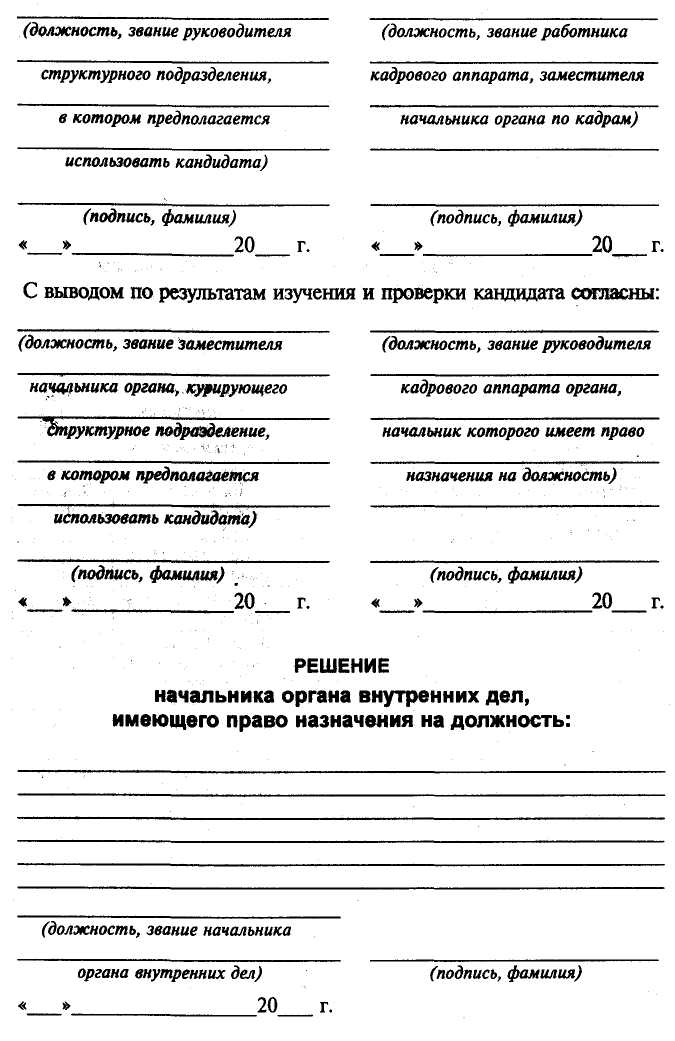 (должность, звание руководителя
структурного подразделения,
в котором предполагается
использовать кандидата)
(подпись, фамилия)
«___»______________20___ г.
(должность, звание работника
кадрового аппарата, заместителя
начальника органа по кадрам)
(подпись, фамилия)
«___»______________20___ г.
С выводом по результатам изучения и проверки кандидата согласны:
(должность, звание заместителя
начальника органа, курирующего
структурное подразделение,
в котором предполагается
использовать кандидата)
(подпись, фамилия)
«___»______________20___ г.
(должность, звание руководителя
кадрового аппарата органа,
начальник которого имеет право
назначения на должность)
(подпись, фамилия)
«___»______________20___ г.
РЕШЕНИЕ
начальника органа внутренних дел,
имеющего право назначения на должность:
(должность, звание начальника
органа внутренних дел)
(подпись, фамилия)
«___»________________20___ г.